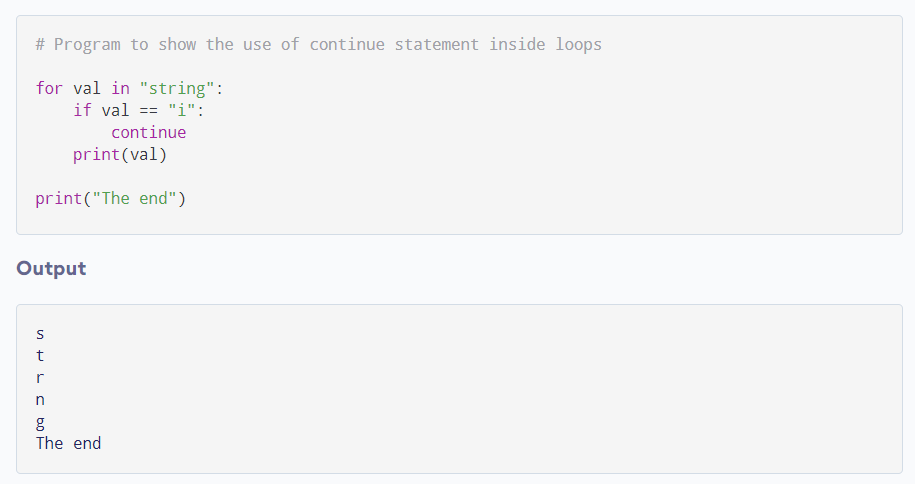 # Program to show the use of continue statement inside loops
for val in "string":
    if val == "i":
        continue
    print(val)
print("The end")
Output
s
t
r
n
g
The end